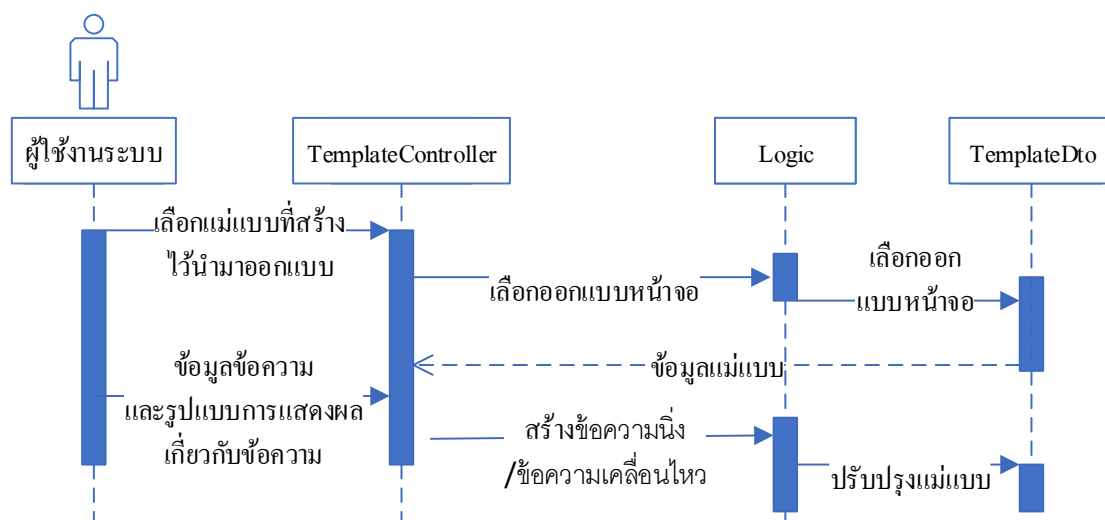 ผู้ใช้งานระบบ
TemplateController
Logic
TemplateDto
เลือกแม่แบบที่สร้าง
ไว้นำมาออกแบบ
เลือกออกแบบหน้าจอ
เลือกออก
แบบหน้าจอ
ข้อมูลแม่แบบ
ข้อมูลข้อความ
และรูปแบบการแสดงผล
เกี่ยวกับข้อความ
สร้างข้อความนิ่ง
/ข้อความเคลื่อนไหว
ปรับปรุงแม่แบบ